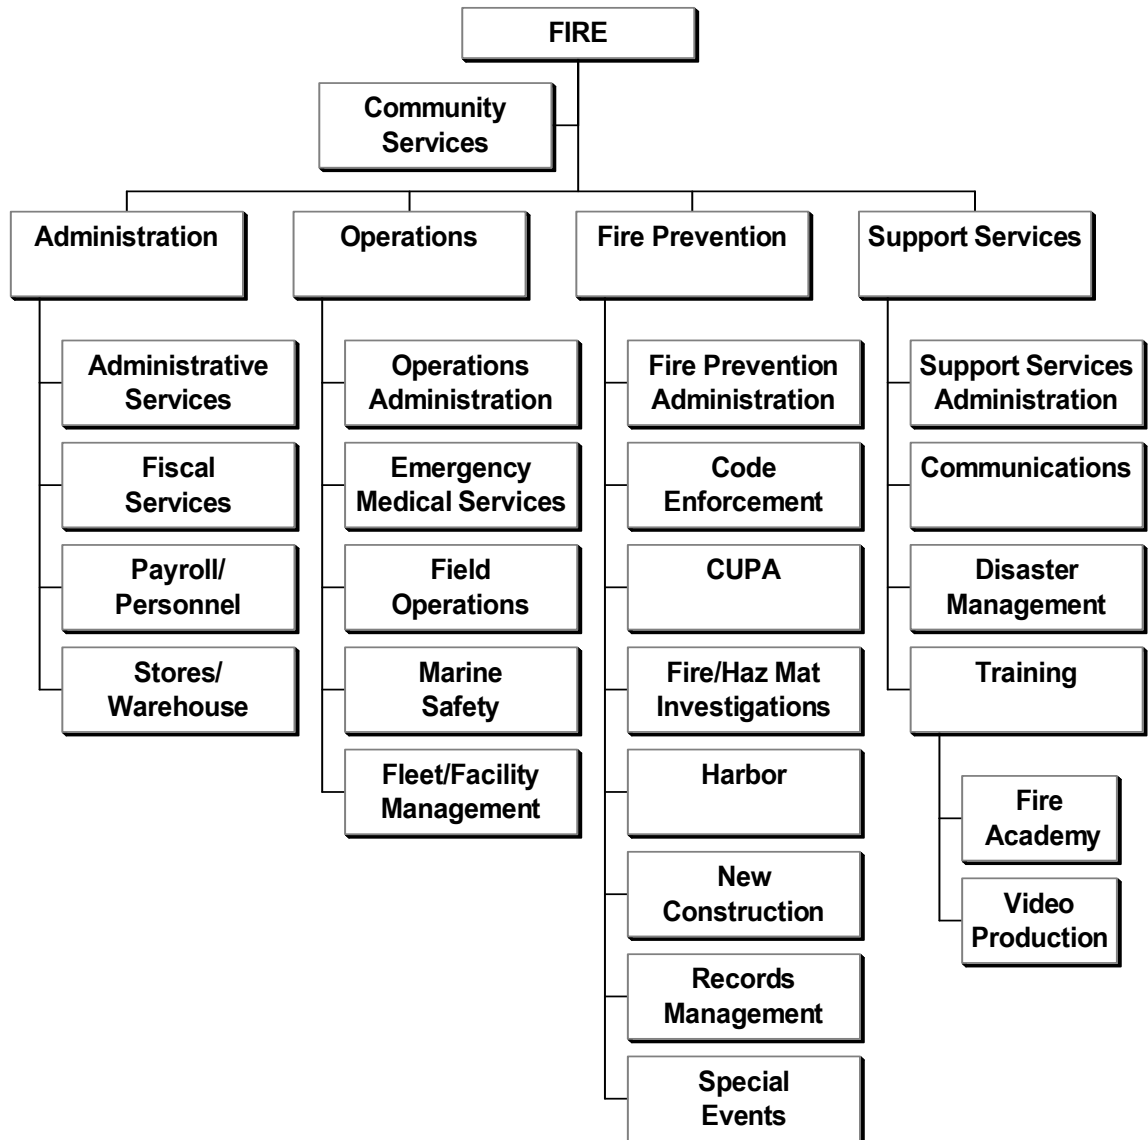 FIRE
Community
Services
Administration
Operations
Fire Prevention
Support Services
Administrative
Services
Fiscal
Services
Payroll/
Personnel
Stores/
Warehouse
Operations
Administration
Emergency
Medical Services
Field
Operations
Marine
Safety
Fleet/Facility
Management
Fire Prevention
Administration
Code
Enforcement
CUPA
Fire/Haz Mat
Investigations
Harbor
New
Construction
Records
Management
Special
Events
Support Services
Administration
Communications
Disaster
Management
Training
Fire
Academy
Video
Production